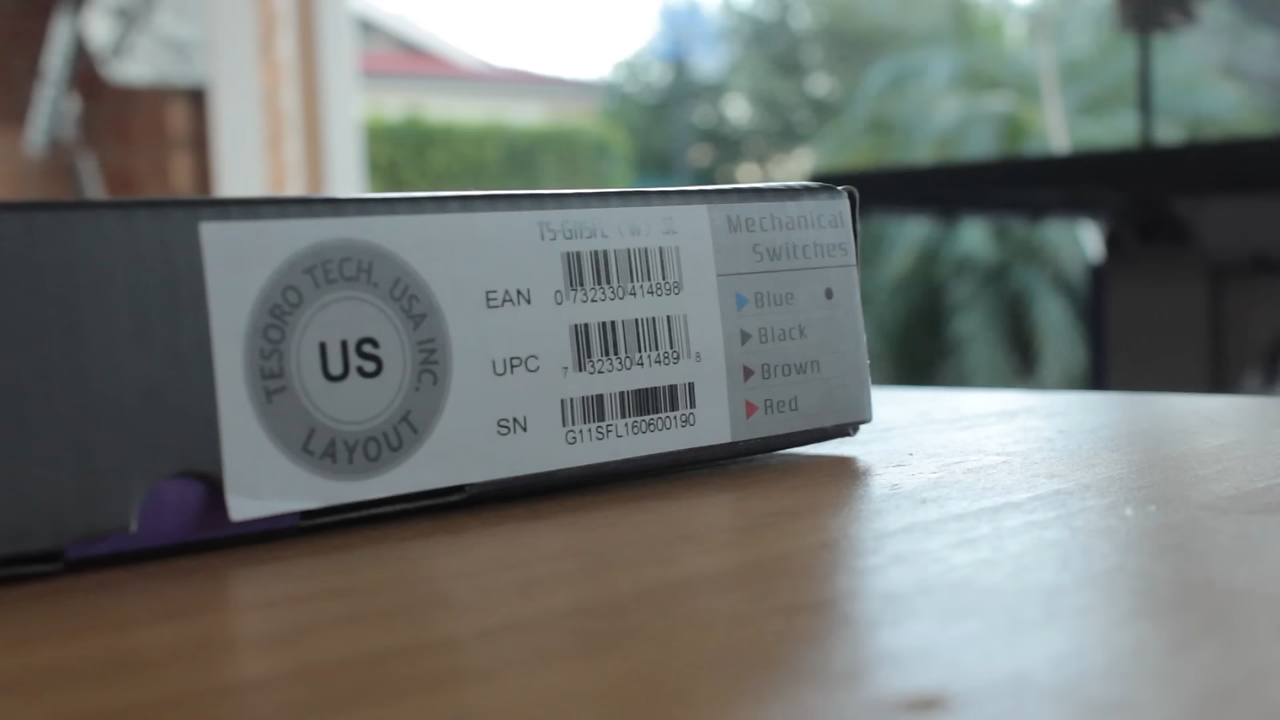 TESORO TECH. USA INC.
US
LAYOUT
EAN
0 732330 414898
UPC
7 32330 41489 8
SN
G11SFL160600190
Mechanical
Switches
Blue
Black
Brown
Red